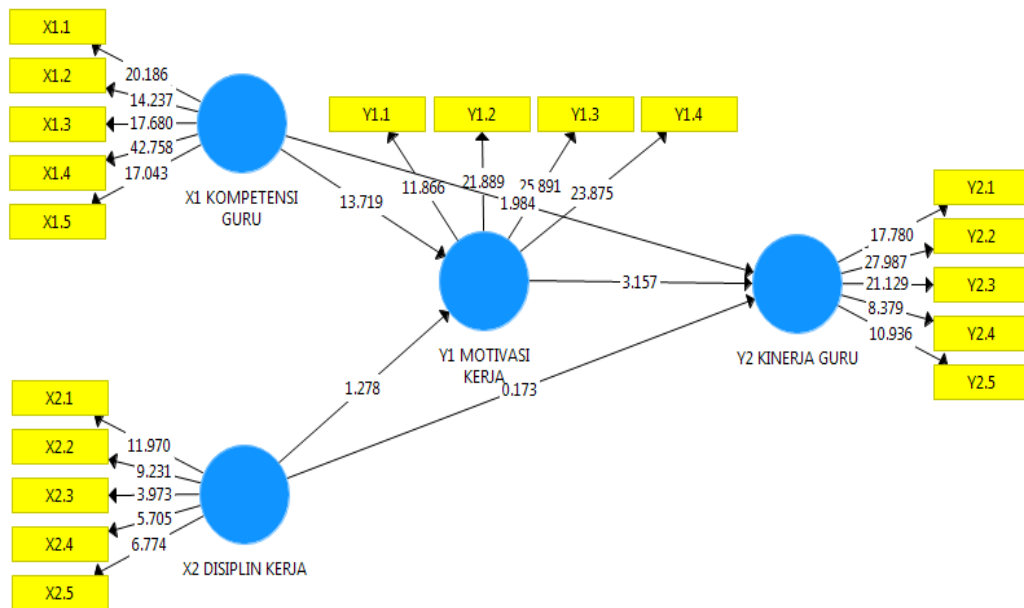 X1.1
X1.2
X1.3
X1.4
X1.5
20.186
14.237
17.680
42.758
17.043
X1 KOMPETENSI
GURU
Y1.1
Y1.2
Y1.3
Y1.4
11.866
21.889
25.891
23.875
13.719
1.984
Y1 MOTIVASI
KERJA
3.157
1.278
0.173
X2.1
X2.2
X2.3
X2.4
X2.5
11.970
9.231
3.973
5.705
6.774
X2 DISIPLIN KERJA
Y2 KINERJA GURU
17.780
27.987
21.129
8.379
10.936
Y2.1
Y2.2
Y2.3
Y2.4
Y2.5